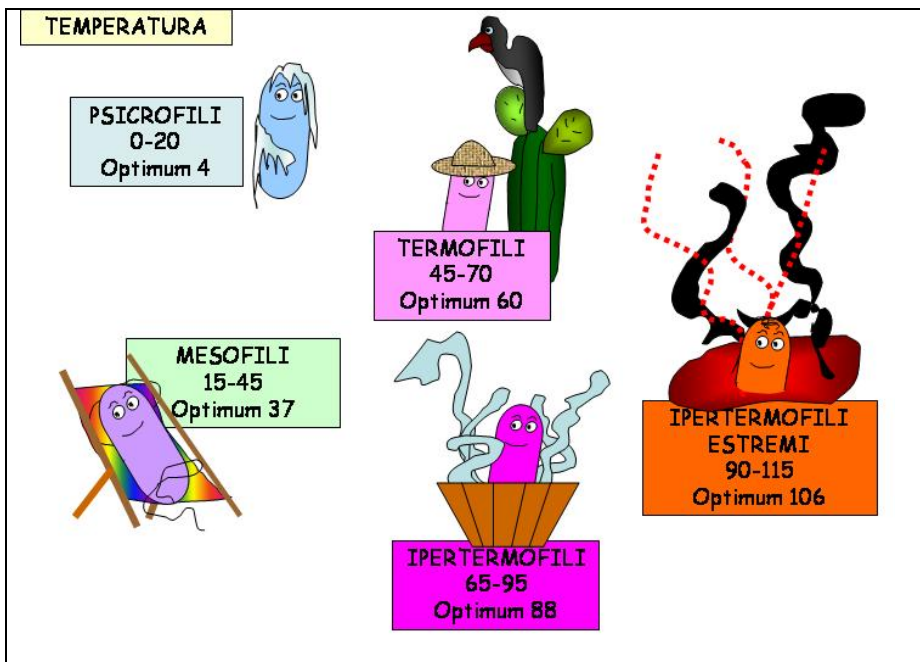 TEMPERATURA
PSICROFILI
0-20
Optimum 4
TERMOFILI
45-70
Optimum 60
MESOFILI
15-45
Optimum 37
IPERTERMOFILI
65-95
Optimum 88
IPERTERMOFILI
ESTREMI
90-115
Optimum 106